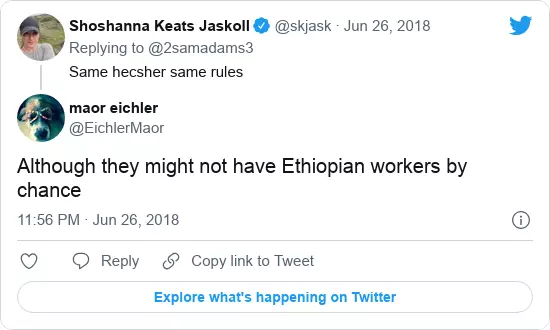 Shoshanna Keats Jaskoll @skjask · Jun 26, 2018
Replying to @2samadams3
Same hecsher same rules
maor eichler
@EichlerMaor
Although they might not have Ethiopian workers by
chance
11:56 PM · Jun 26, 2018
Reply
Copy link to Tweet
Explore what's happening on Twitter